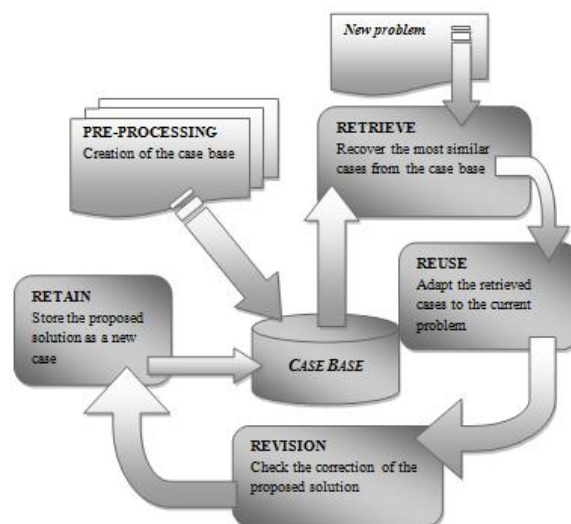 New problem
PRE-PROCESSING
Creation of the case base
RETRIEVE
Recover the most similar
cases from the case base
REUSE
Adapt the retrieved
cases to the current
problem
RETAIN
Store the proposed
solution as a new
case
CASE BASE
REVISION
Check the correction of the
proposed solution